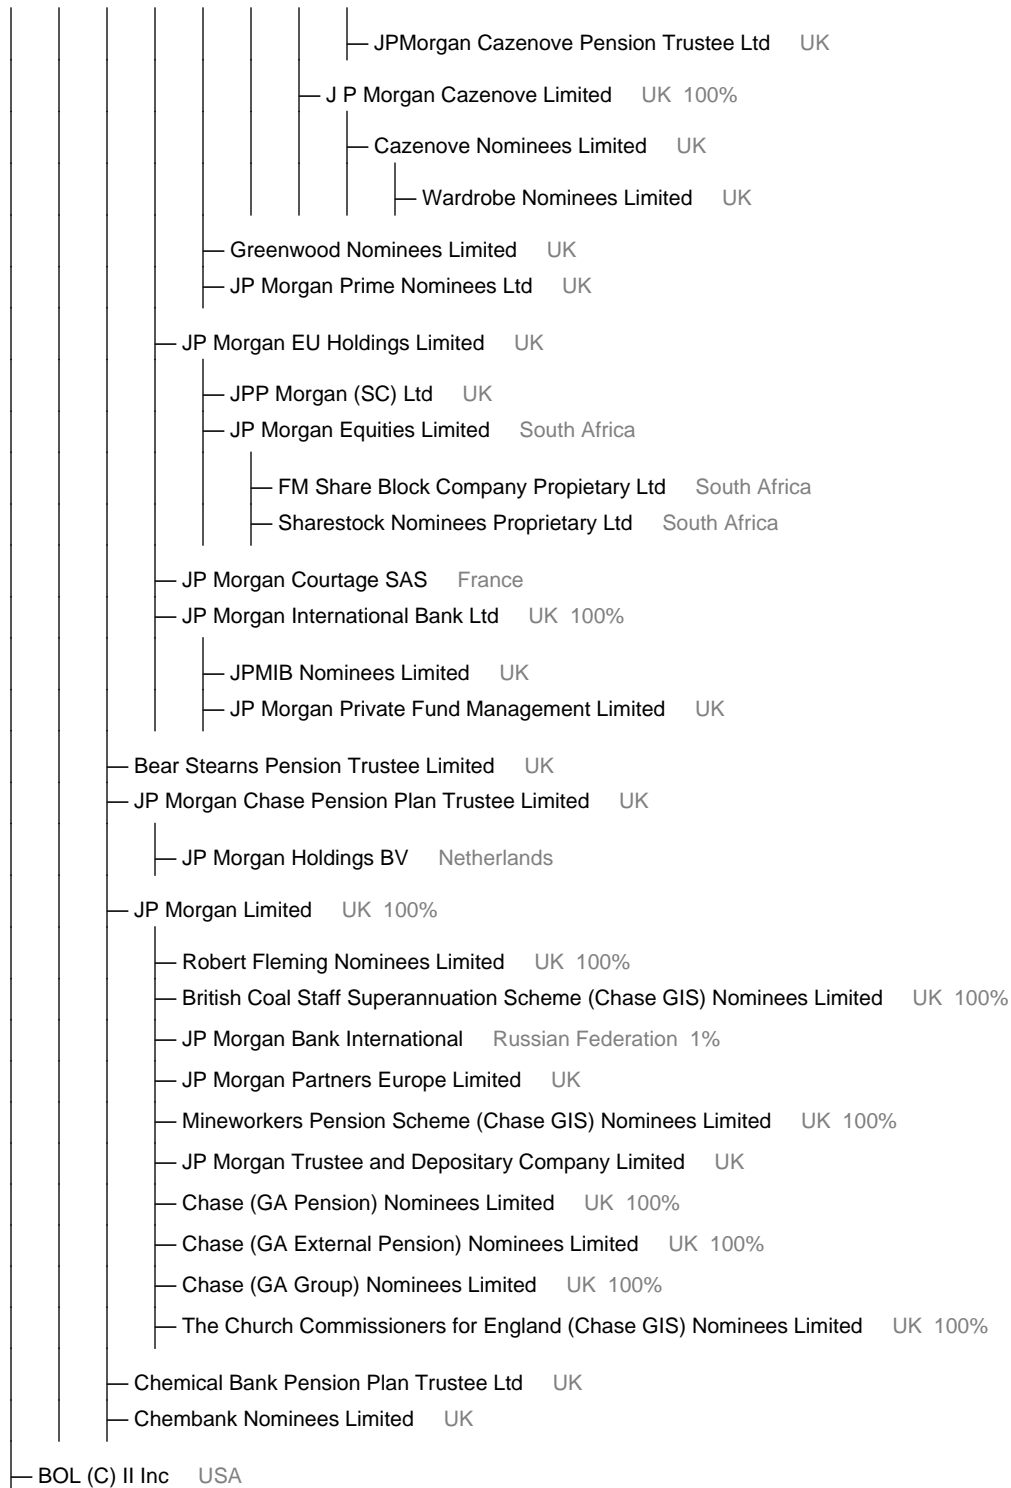 JPMorgan Cazenove Pension Trustee Ltd UK
J P Morgan Cazenove Limited UK 100%
Cazenove Nominees Limited UK
Wardrobe Nominees Limited UK
Greenwood Nominees Limited UK
JP Morgan Prime Nominees Ltd UK
JP Morgan EU Holdings Limited UK
JPP Morgan (SC) Ltd UK
JP Morgan Equities Limited South Africa
FM Share Block Company Propietary Ltd South Africa
Sharestock Nominees Proprietary Ltd South Africa
JP Morgan Courtage SAS France
JP Morgan International Bank Ltd UK 100%
JPMIB Nominees Limited UK
JP Morgan Private Fund Management Limited UK
Bear Stearns Pension Trustee Limited UK
JP Morgan Chase Pension Plan Trustee Limited UK
JP Morgan Holdings BV Netherlands
JP Morgan Limited UK 100%
Robert Fleming Nominees Limited UK 100%
British Coal Staff Superannuation Scheme (Chase GIS) Nominees Limited UK 100%
JP Morgan Bank International Russian Federation 1%
JP Morgan Partners Europe Limited UK
Mineworkers Pension Scheme (Chase GIS) Nominees Limited UK 100%
JP Morgan Trustee and Depositary Company Limited UK
Chase (GA Pension) Nominees Limited UK 100%
Chase (GA External Pension) Nominees Limited UK 100%
Chase (GA Group) Nominees Limited UK 100%
The Church Commissioners for England (Chase GIS) Nominees Limited UK 100%
Chemical Bank Pension Plan Trustee Ltd UK
Chembank Nominees Limited UK
BOL (C) II Inc USA